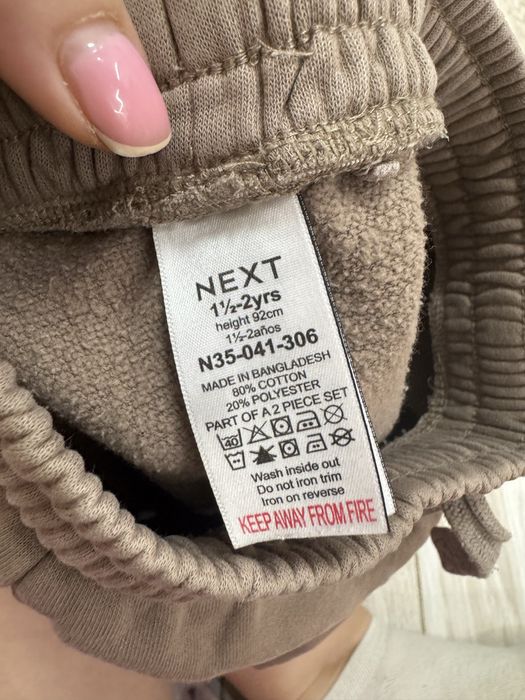 NEXT
1½-2yrs
height 92cm
1½-2años
N35-041-306
MADE IN BANGLADESH
80% COTTON
20% POLYESTER
PART OF A 2 PIECE SET
40
Wash inside out
Do not iron trim
Iron on reverse
KEEP AWAY FROM FIRE